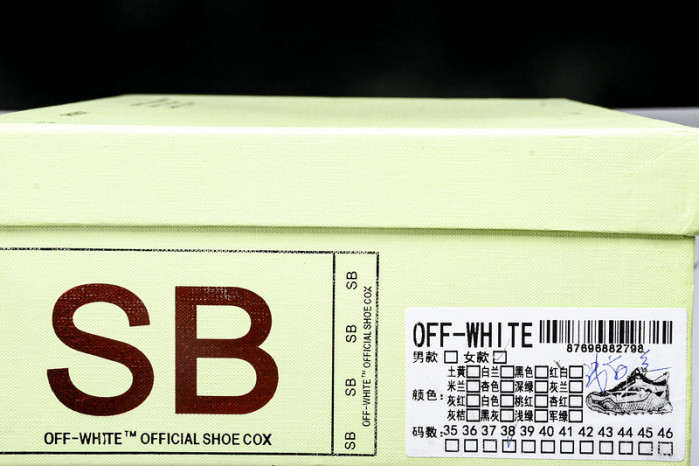 SB
OFF-WHITE™ OFFICIAL SHOE COX
SB
SB
SB
SB
OFF-WHITE™ OFFICIAL SHOE COX
OFF-WHITE
87696882798
男款 女款
颜色:
土黄 白兰 黑色 红白
米兰 杏色 深绿 灰兰
灰红 白色 桃红 杏红
灰桔 黑灰 浅绿 军绿
码数: 35 36 37 38 39 40 41 42 43 44 45 46